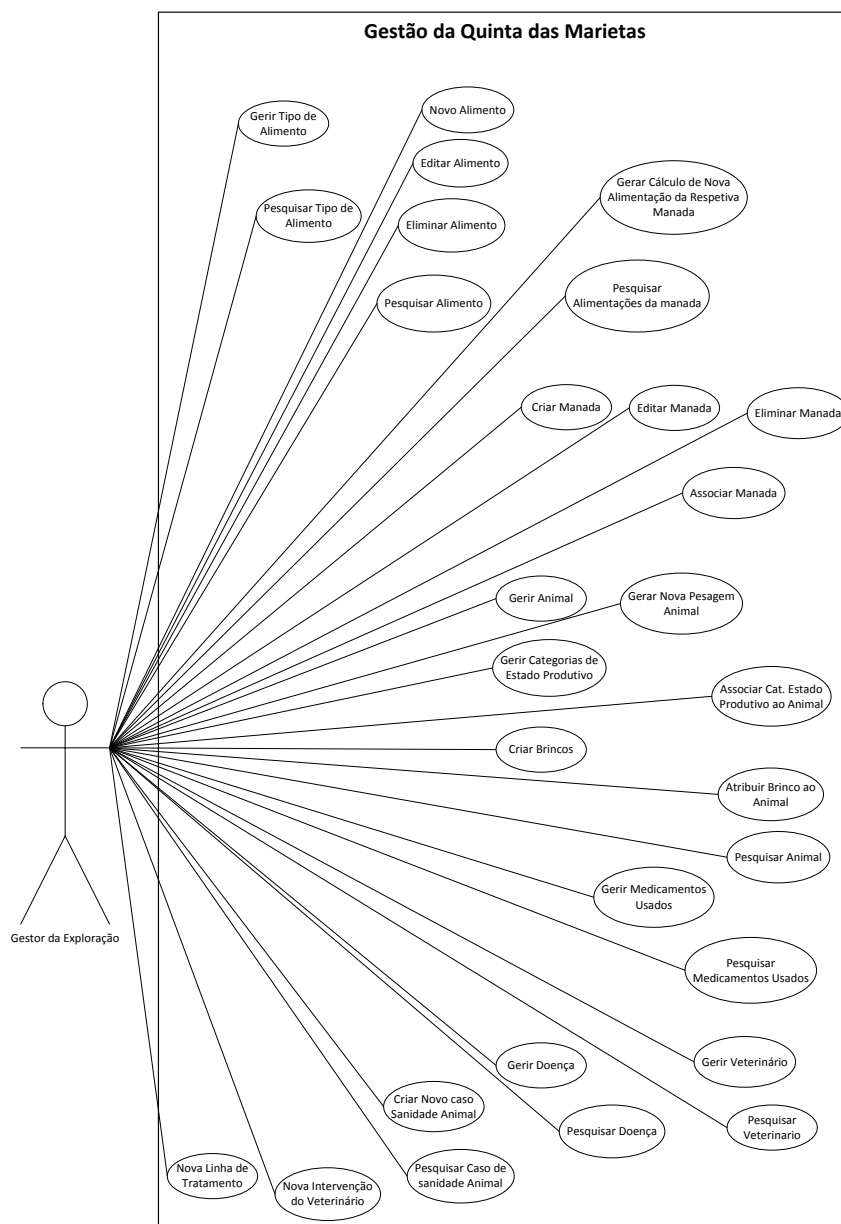 Gestão da Quinta das Marietas
Gerir Tipo de
Alimento
Novo Alimento
Editar Alimento
Pesquisar Tipo de
Alimento
Eliminar Alimento
Pesquisar Alimento
Gerar Cálculo de Nova
Alimentação da Respetiva
Manada
Pesquisar
Alimentações da manada
Criar Manada
Editar Manada
Eliminar Manada
Associar Manada
Gerir Animal
Gerar Nova Pesagem
Animal
Gerir Categorias de
Estado Produtivo
Associar Cat. Estado
Produtivo ao Animal
Criar Brincos
Atribuir Brinco ao
Animal
Pesquisar Animal
Gerir Medicamentos
Usados
Gestor da Exploração
Pesquisar
Medicamentos Usados
Gerir Doença
Gerir Veterinário
Criar Novo caso
Sanidade Animal
Pesquisar Doença
Pesquisar
Veterinario
Nova Linha de
Tratamento
Nova Intervenção
do Veterinário
Pesquisar Caso de
sanidade Animal